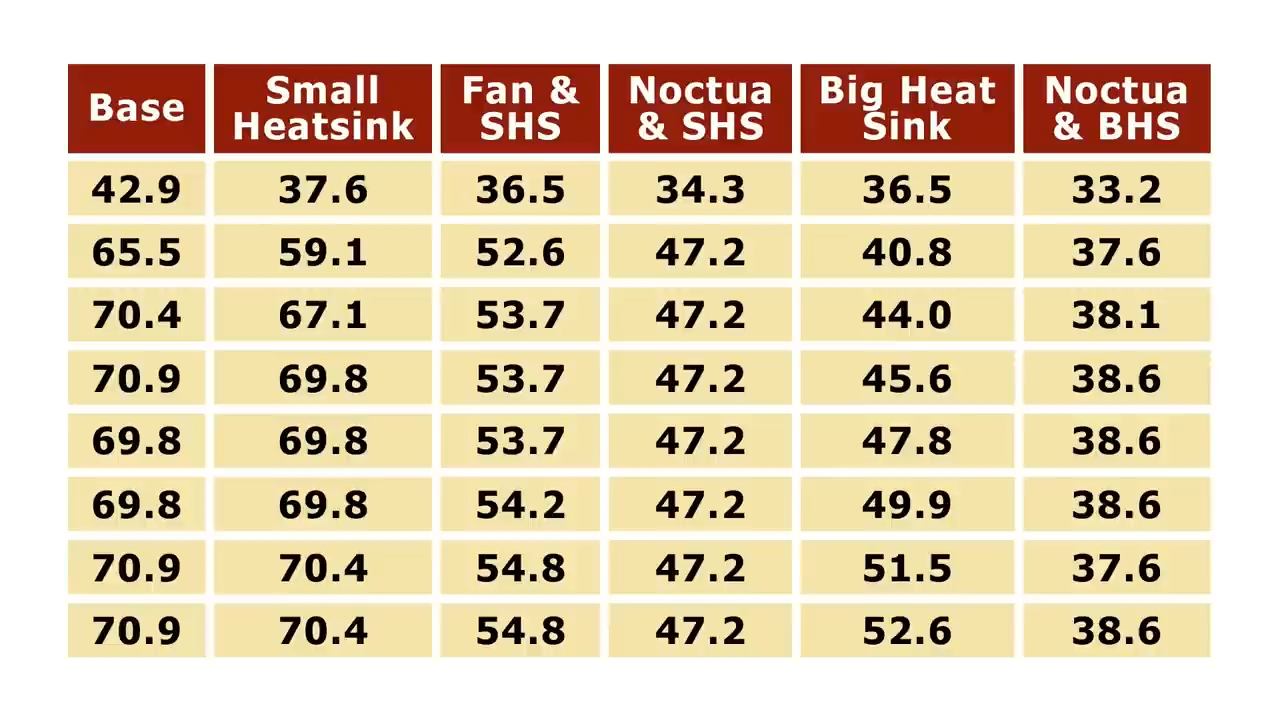 Base Small Heatsink Fan & SHS Noctua & SHS Big Heat Sink Noctua & BHS
42.9 37.6 36.5 34.3 36.5 33.2
65.5 59.1 52.6 47.2 40.8 37.6
70.4 67.1 53.7 47.2 44.0 38.1
70.9 69.8 53.7 47.2 45.6 38.6
69.8 69.8 53.7 47.2 47.8 38.6
69.8 69.8 54.2 47.2 49.9 38.6
70.9 70.4 54.8 47.2 51.5 37.6
70.9 70.4 54.8 47.2 52.6 38.6